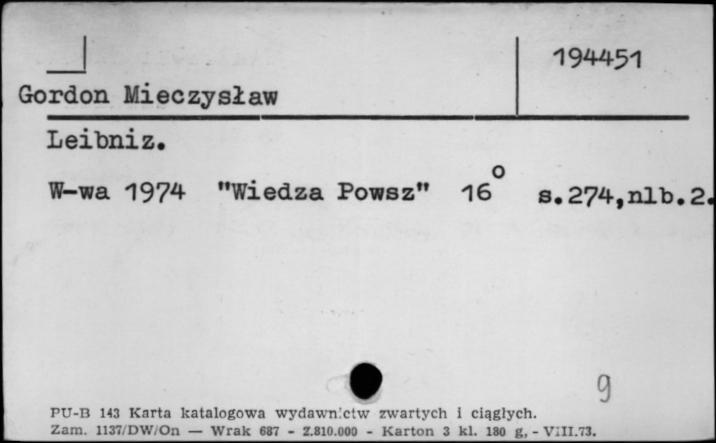 194451
Gordon Mieczysław
Leibniz.
W-wa 1974 "Wiedza Powsz" 16° s.274,nlb.2.
9
PU-B 143 Karta katalogowa wydawnictw zwartych i ciągłych.
Zam. 1137/DW/On — Wrak 687 - 2.810.000 - Karton 3 kl. 180 g, - VIII.73.